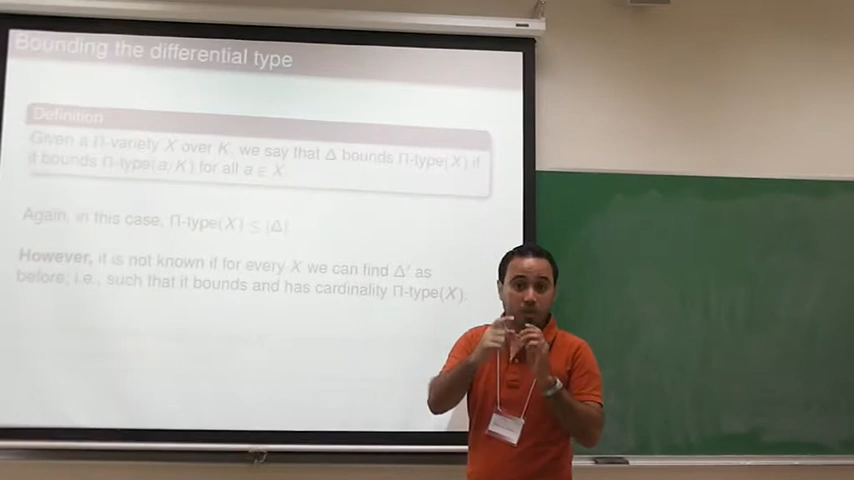 Bounding the differential type
Definition
Given a Π-variety X over K, we say that Δ bounds Π-type(X) if
it bounds Π-type(a/K) for all a ∈ X.
Again, in this case, Π-type(X) ≤ |Δ|
However, it is not known if for every X we can find Δ′ as
before; i.e., such that it bounds and has cardinality Π-type(X).